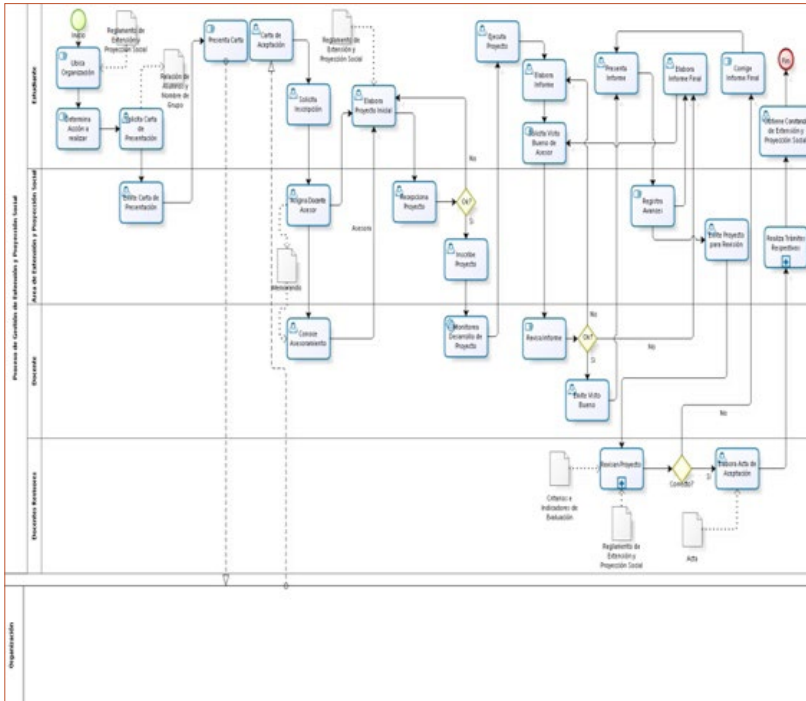 Proceso de Gestión de Extensión y Proyección Social
Estudiante
Inicio
Ubica
Organización
Reglamento de
Extensión y
Proyección Social
Determina
Acción a
realizar
Solicita Carta
de
Presentación
Relación de
Alumnos y
Nombre de
Grupo
Presenta Carta
Carta de
Aceptación
Solicita
Inscripción
Reglamento
de Extensión y
Proyección Social
Elabora
Proyecto Inicial
Ejecuta
Proyecto
Elabora
Informe
Solicita Visto
Bueno de
Asesor
Presenta
Informe
Elabora
Informe Final
Corrige
Informe Final
Fin
Obtiene Constancia
de Extensión y
Proyección Social
Area de Extensión y Proyección Social
Emite Carta de
Presentación
Asigna Docente
Asesor
Memorando
Asesora
Recepciona
Proyecto
Ok?
No
Si
Inscribe
Proyecto
Registra
Avances
Emite Proyecto
para Revisión
Realiza Trámites
Respectivos
Docente
Conoce
Asesoramiento
Monitorea
Desarrollo de
Proyecto
Revisa Informe
Ok?
No
No
Si
Emite Visto
Bueno
Docentes Revisores
Criterios e
Indicadores de
Evaluación
Revisan Proyecto
Reglamento de
Extensión y
Proyección Social
Correcto?
No
Si
Elabora Acta de
Aceptación
Acta
Organización